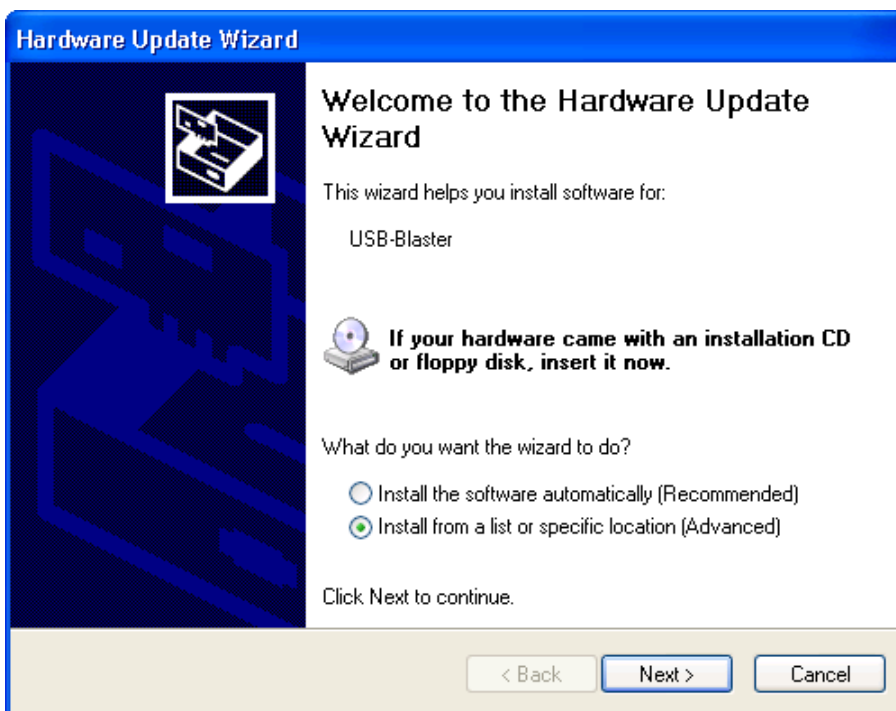 Hardware Update Wizard
Welcome to the Hardware Update
Wizard
This wizard helps you install software for:
USB-Blaster
If your hardware came with an installation CD
or floppy disk, insert it now.
What do you want the wizard to do?
Install the software automatically (Recommended)
Install from a list or specific location (Advanced)
Click Next to continue.
< Back Next > Cancel